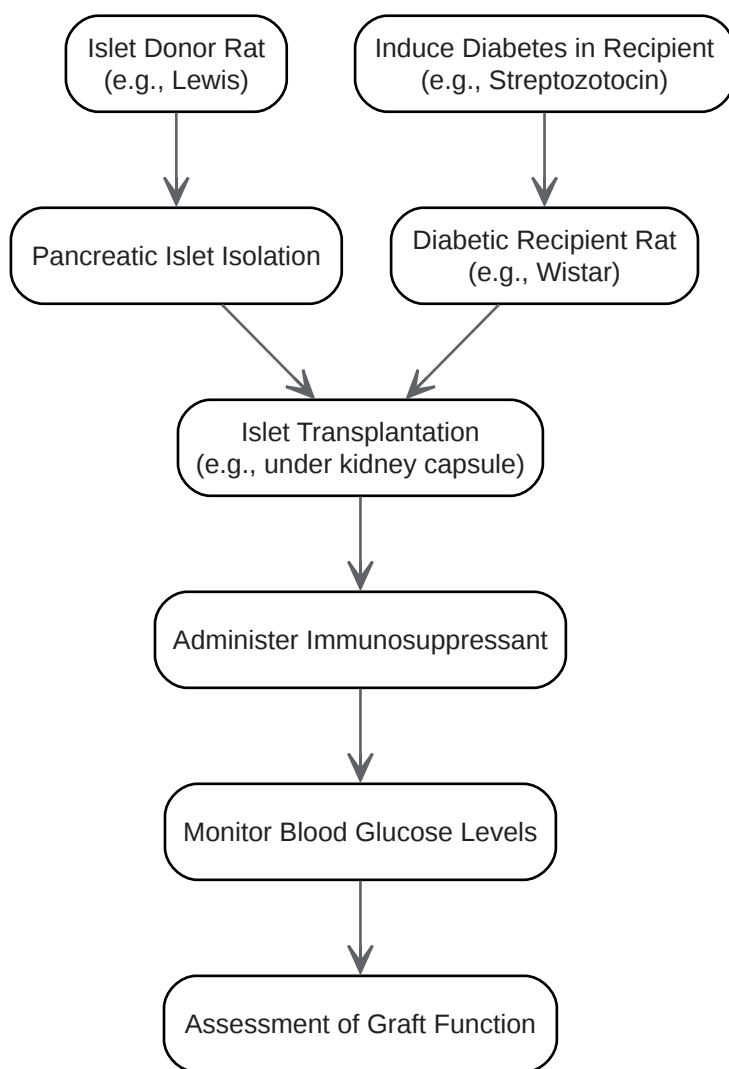 Islet Donor Rat
(e.g., Lewis)
Induce Diabetes in Recipient
(e.g., Streptozotocin)
Pancreatic Islet Isolation
Diabetic Recipient Rat
(e.g., Wistar)
Islet Transplantation
(e.g., under kidney capsule)
Administer Immunosuppressant
Monitor Blood Glucose Levels
Assessment of Graft Function